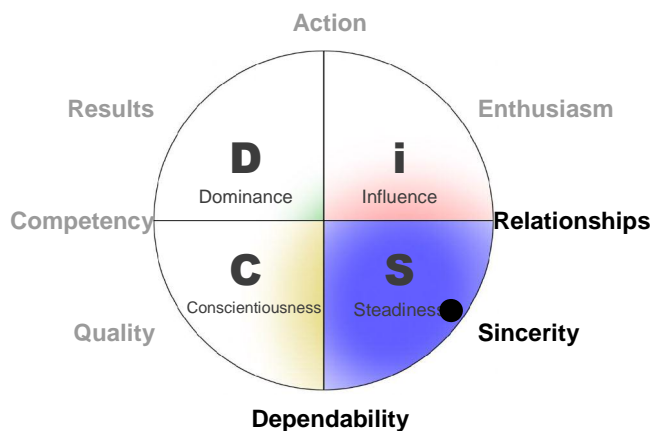 Action
Results
Enthusiasm
D
i
Dominance
Influence
Competency
Relationships
C
S
Conscientiousness
Steadiness
Quality
Sincerity
Dependability